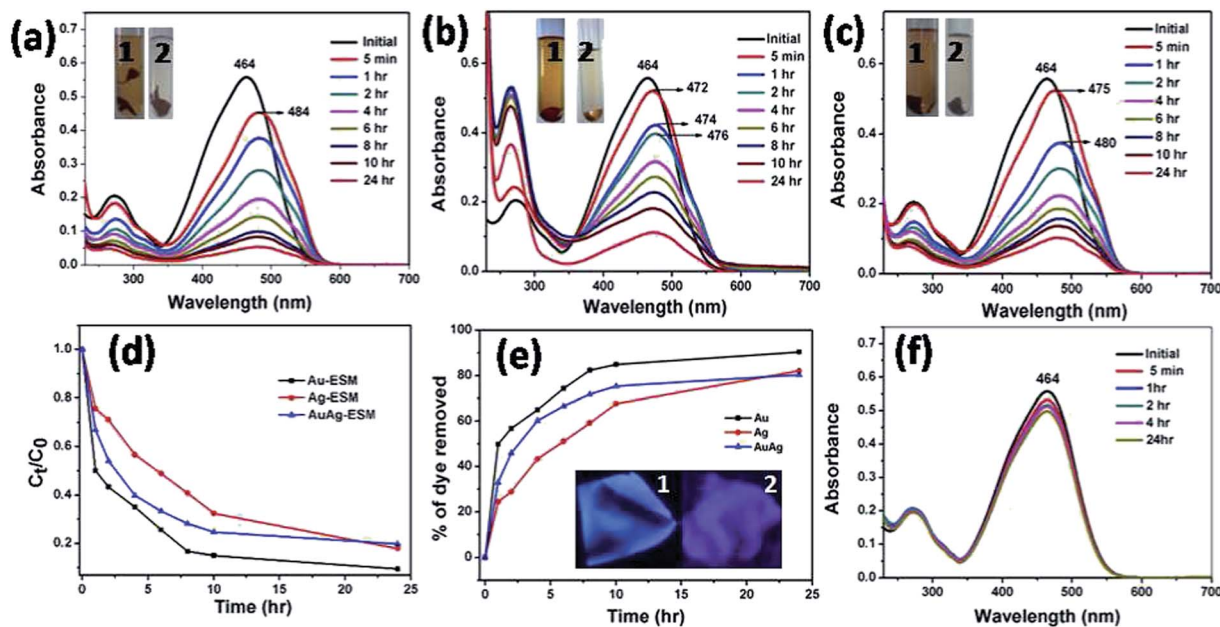 (a)
1 2
464
484
Initial
5 min
1 hr
2 hr
4 hr
6 hr
8 hr
10 hr
24 hr
Absorbance
0.7
0.6
0.5
0.4
0.3
0.2
0.1
0.0
300 400 500 600 700
Wavelength (nm)
(b)
1 2
464
472
474
476
Initial
5 min
1 hr
2 hr
4 hr
6 hr
8 hr
10 hr
24 hr
Absorbance
0.6
0.4
0.2
0.0
300 400 500 600 700
Wavelength (nm)
(c)
1 2
464
475
480
Initial
5 min
1 hr
2 hr
4 hr
6 hr
8 hr
10 hr
24 hr
Absorbance
0.7
0.6
0.5
0.4
0.3
0.2
0.1
0.0
300 400 500 600 700
Wavelength (nm)
(d)
Au-ESM
Ag-ESM
AuAg-ESM
Ct/C0
1.0
0.8
0.6
0.4
0.2
0 5 10 15 20 25
Time (hr)
(e)
Au
Ag
AuAg
1 2
% of dye removed
100
80
60
40
20
0
0 5 10 15 20 25
Time (hr)
(f)
464
Initial
5 min
1hr
2 hr
4 hr
24hr
Absorbance
0.7
0.6
0.5
0.4
0.3
0.2
0.1
0.0
300 400 500 600 700
Wavelength (nm)